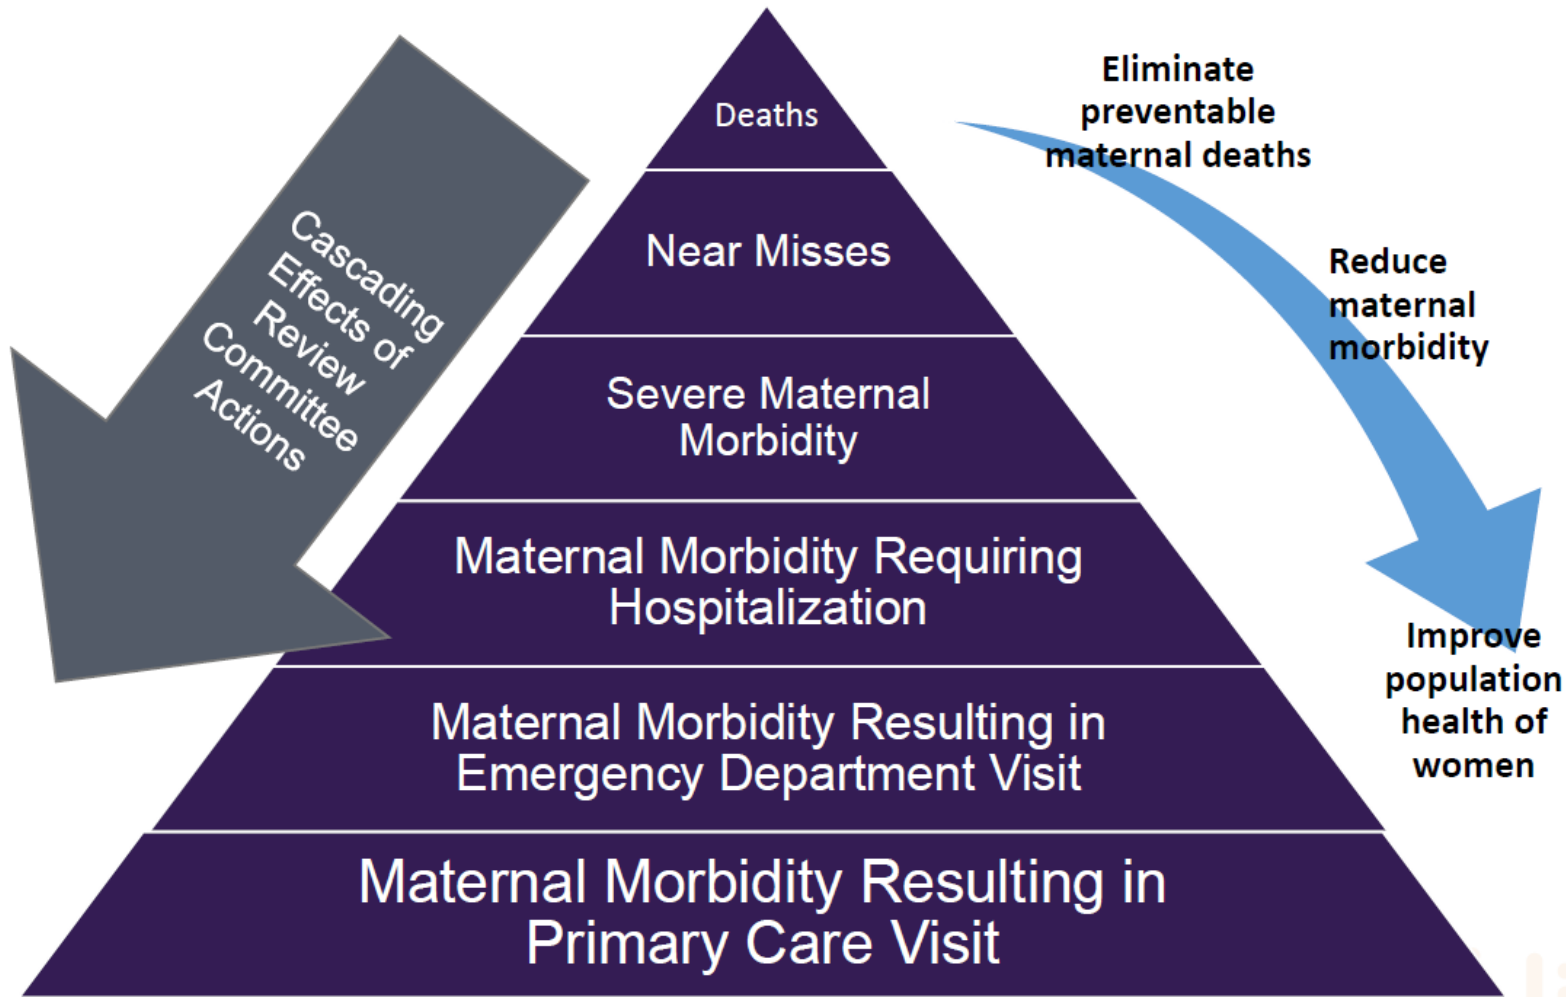 Deaths
Near Misses
Severe Maternal
Morbidity
Maternal Morbidity Requiring
Hospitalization
Maternal Morbidity Resulting in
Emergency Department Visit
Maternal Morbidity Resulting in
Primary Care Visit
Cascading
Effects of
Review
Committee
Actions
Eliminate
preventable
maternal deaths
Reduce
maternal
morbidity
Improve
population
health of
women